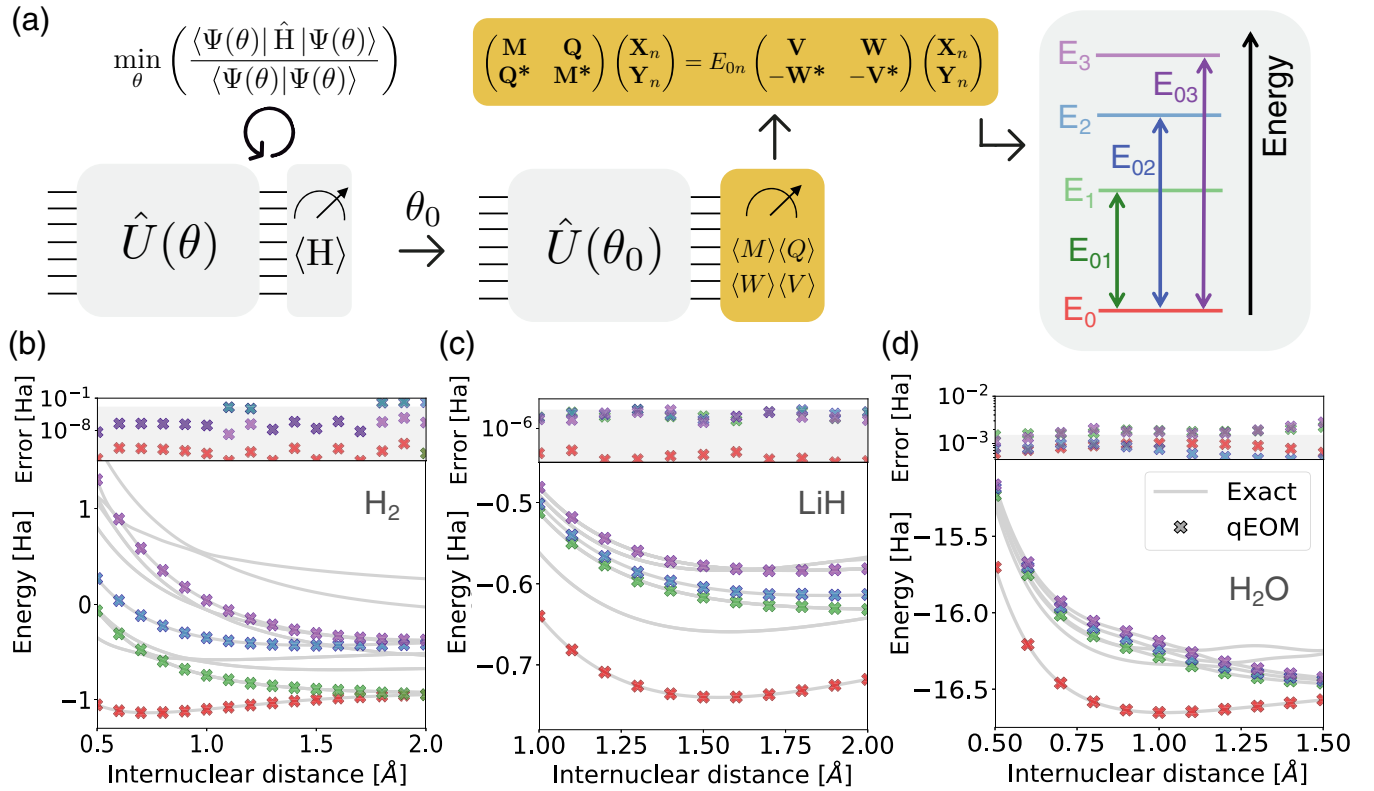 (a)
min θ ( ⟨Ψ(θ)| Ĥ |Ψ(θ)⟩ / ⟨Ψ(θ)|Ψ(θ)⟩ )
( M Q ) ( Xₙ ) = E₀ₙ ( V W ) ( Xₙ )
( Q* M* ) ( Yₙ ) ( −W* −V* ) ( Yₙ )
Û(θ)
⟨H⟩
θ₀
Û(θ₀)
⟨M⟩⟨Q⟩
⟨W⟩⟨V⟩
E₃
E₂
E₁
E₀
E₀₃
E₀₂
E₀₁
Energy
(b)
Error [Ha]
10⁻¹
10⁻⁸
Energy [Ha]
1
0
−1
H₂
0.5 1.0 1.5 2.0
Internuclear distance [Å]
(c)
Error [Ha]
10⁻⁶
Energy [Ha]
−0.5
−0.6
−0.7
LiH
1.00 1.25 1.50 1.75 2.00
Internuclear distance [Å]
(d)
Error [Ha]
10⁻²
10⁻³
Energy [Ha]
−15.5
−16.0
−16.5
Exact
qEOM
H₂O
0.50 0.75 1.00 1.25 1.50
Internuclear distance [Å]